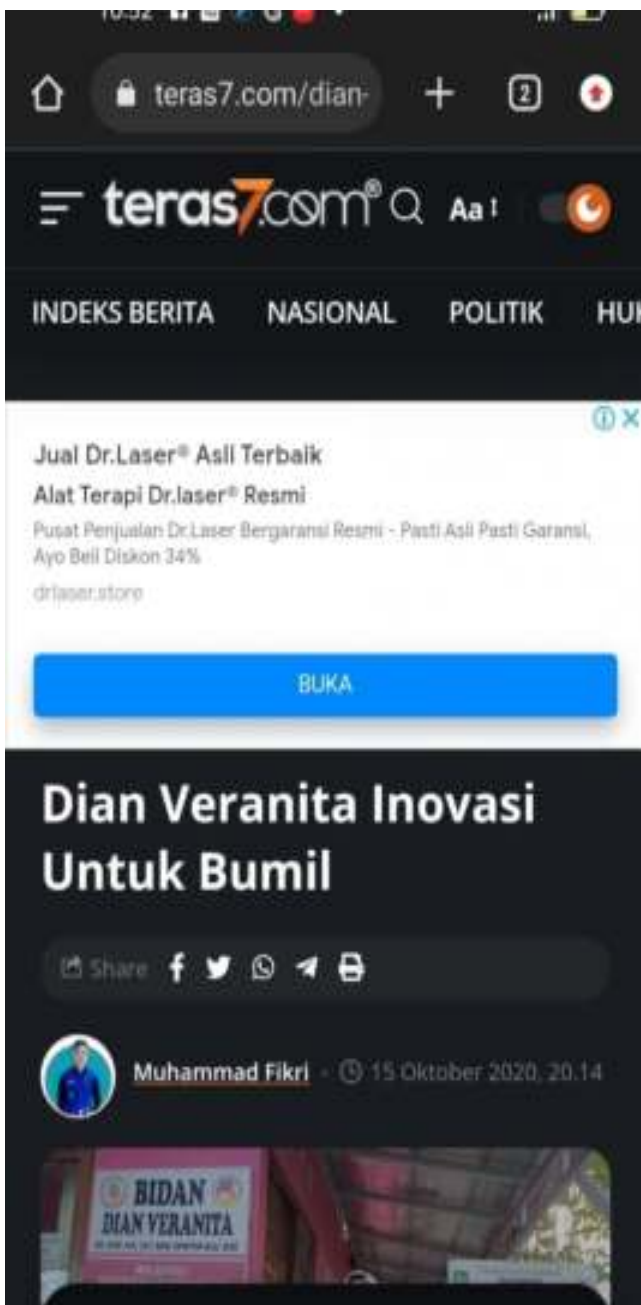 teras7.com/dian-
2
teras7.com®
Aa
INDEKS BERITA NASIONAL POLITIK HUK
Jual Dr.Laser® Asli Terbaik
Alat Terapi Dr.laser® Resmi
Pusat Penjualan Dr.Laser Bergaransi Resmi - Pasti Asli Pasti Garansi,
Ayo Beli Diskon 34%
drlaser.store
BUKA
Dian Veranita Inovasi
Untuk Bumil
Share
Muhammad Fikri - 15 Oktober 2020, 20.14
BIDAN
DIAN VERANITA